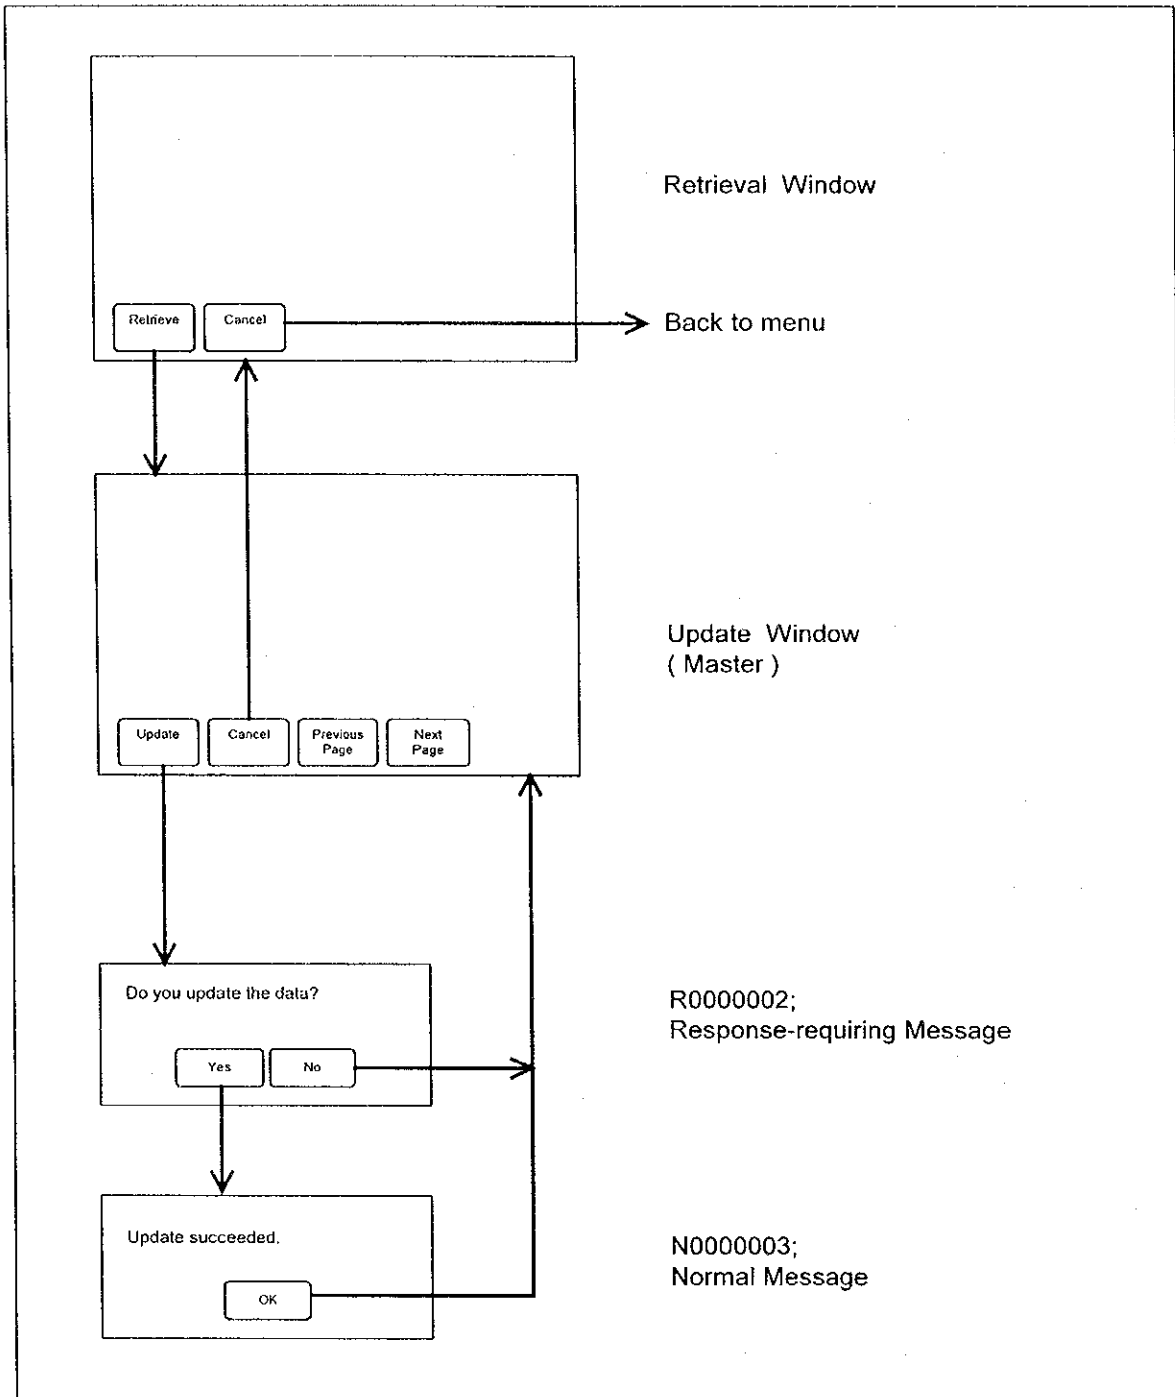 Retrieval Window
Retrieve
Cancel
Back to menu
Update Window
( Master )
Update
Cancel
Previous
Page
Next
Page
Do you update the data?
Yes
No
R0000002;
Response-requiring Message
Update succeeded.
OK
N0000003;
Normal Message